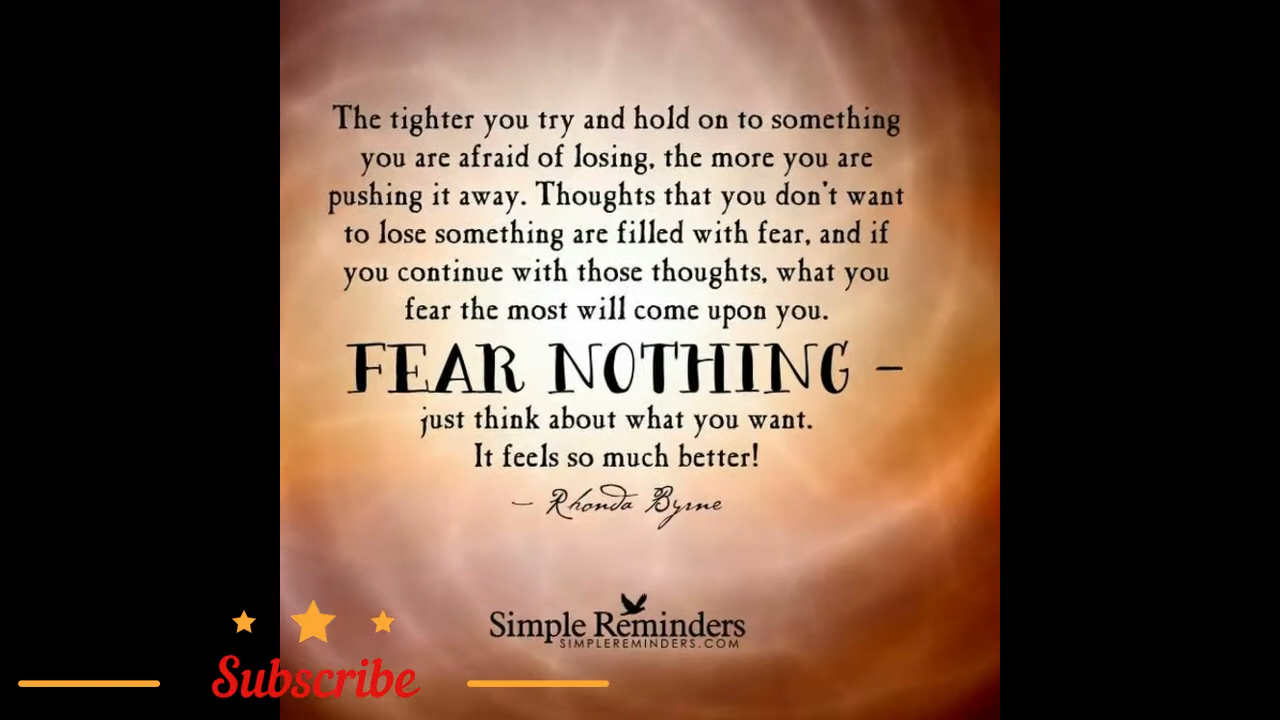 The tighter you try and hold on to something
you are afraid of losing, the more you are
pushing it away. Thoughts that you don't want
to lose something are filled with fear, and if
you continue with those thoughts, what you
fear the most will come upon you.
FEAR NOTHING –
just think about what you want.
It feels so much better!
– Rhonda Byrne
Simple Reminders
SIMPLEREMINDERS.COM
Subscribe